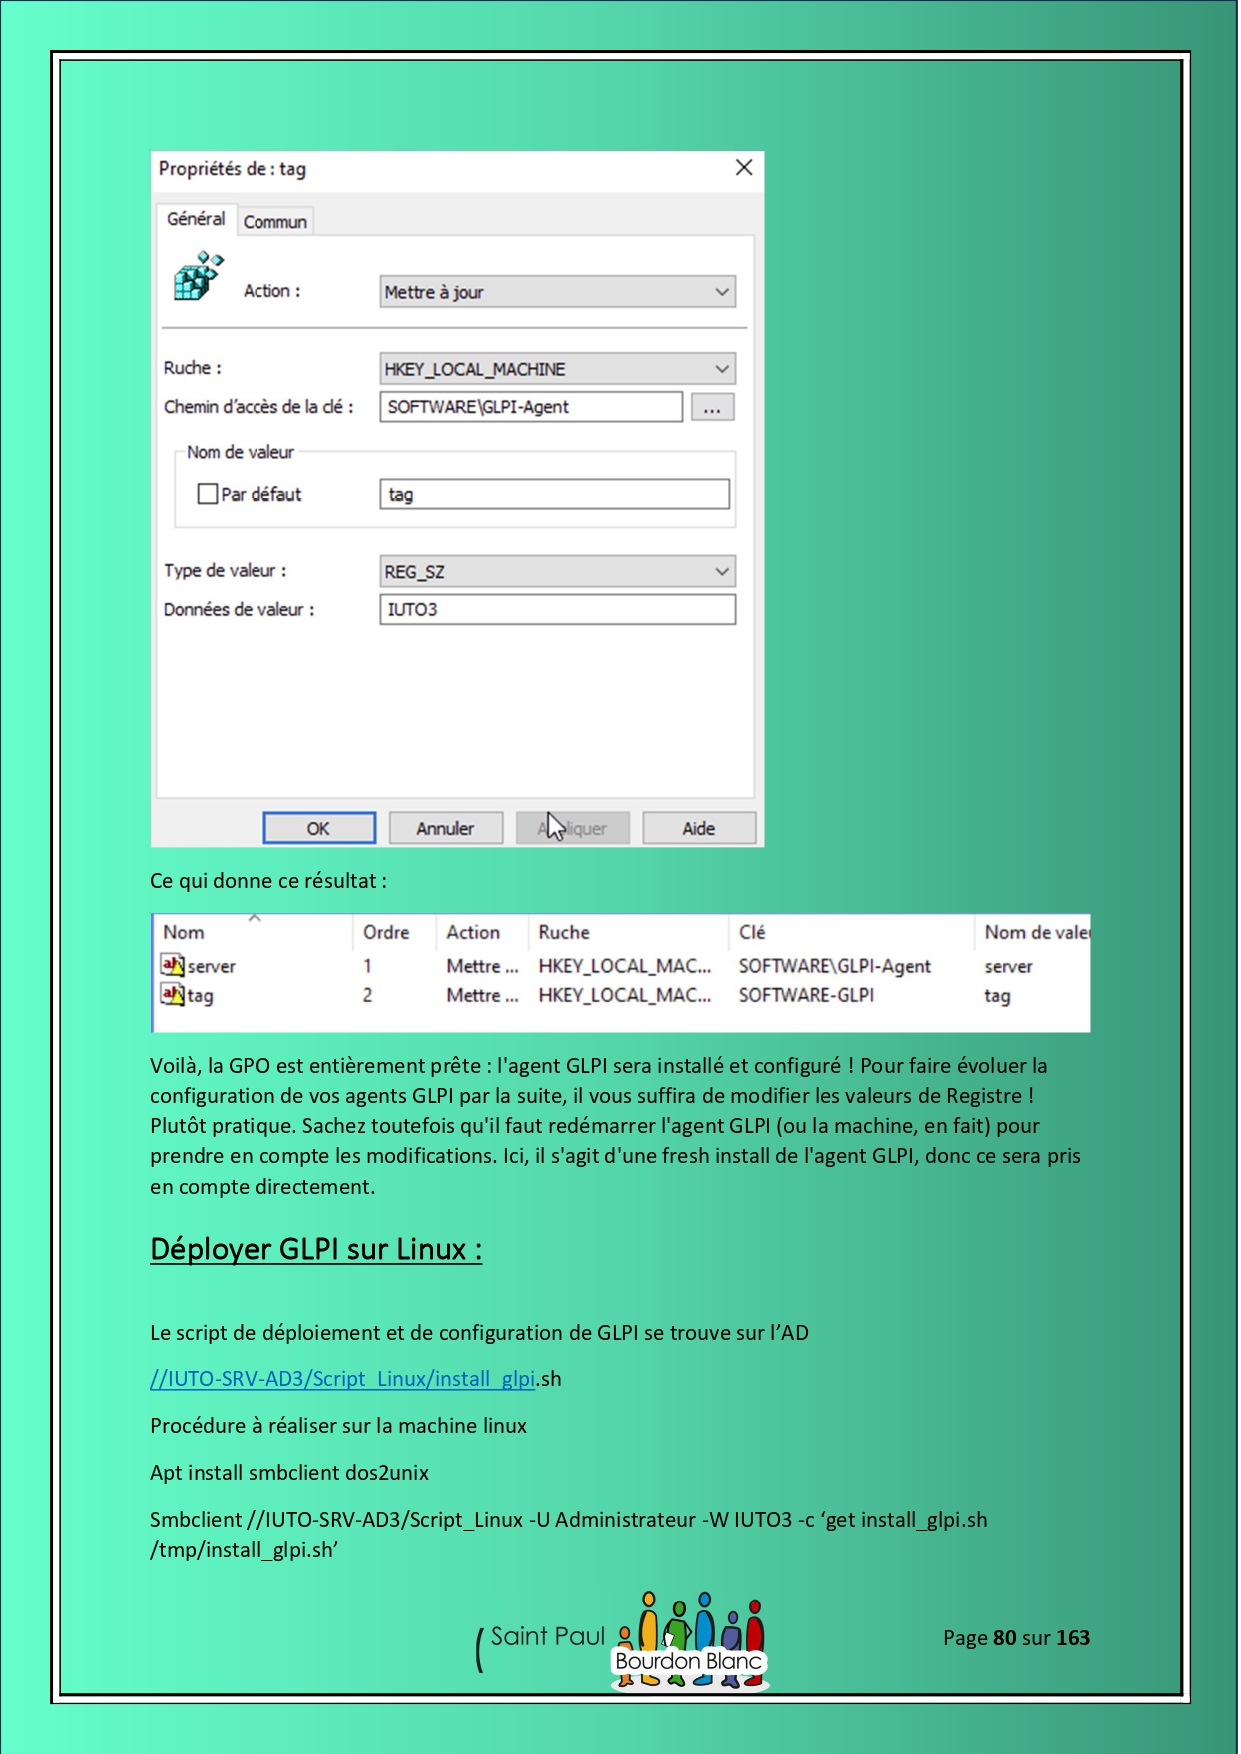 Propriétés de : tag
Général
Commun
Action :
Mettre à jour
Ruche :
HKEY_LOCAL_MACHINE
Chemin d'accès de la clé :
SOFTWARE\GLPI-Agent
...
Nom de valeur
Par défaut
tag
Type de valeur :
REG_SZ
Données de valeur :
IUTO3
OK Annuler Appliquer Aide
Ce qui donne ce résultat :
Nom Ordre Action Ruche Clé Nom de vale
server 1 Mettre ... HKEY_LOCAL_MAC... SOFTWARE\GLPI-Agent server
tag 2 Mettre ... HKEY_LOCAL_MAC... SOFTWARE-GLPI tag
Voilà, la GPO est entièrement prête : l'agent GLPI sera installé et configuré ! Pour faire évoluer la
configuration de vos agents GLPI par la suite, il vous suffira de modifier les valeurs de Registre !
Plutôt pratique. Sachez toutefois qu'il faut redémarrer l'agent GLPI (ou la machine, en fait) pour
prendre en compte les modifications. Ici, il s'agit d'une fresh install de l'agent GLPI, donc ce sera pris
en compte directement.
Déployer GLPI sur Linux :
Le script de déploiement et de configuration de GLPI se trouve sur l’AD
//IUTO-SRV-AD3/Script_Linux/install_glpi.sh
Procédure à réaliser sur la machine linux
Apt install smbclient dos2unix
Smbclient //IUTO-SRV-AD3/Script_Linux -U Administrateur -W IUTO3 -c ‘get install_glpi.sh
/tmp/install_glpi.sh’
( Saint Paul
Bourdon Blanc
Page 80 sur 163